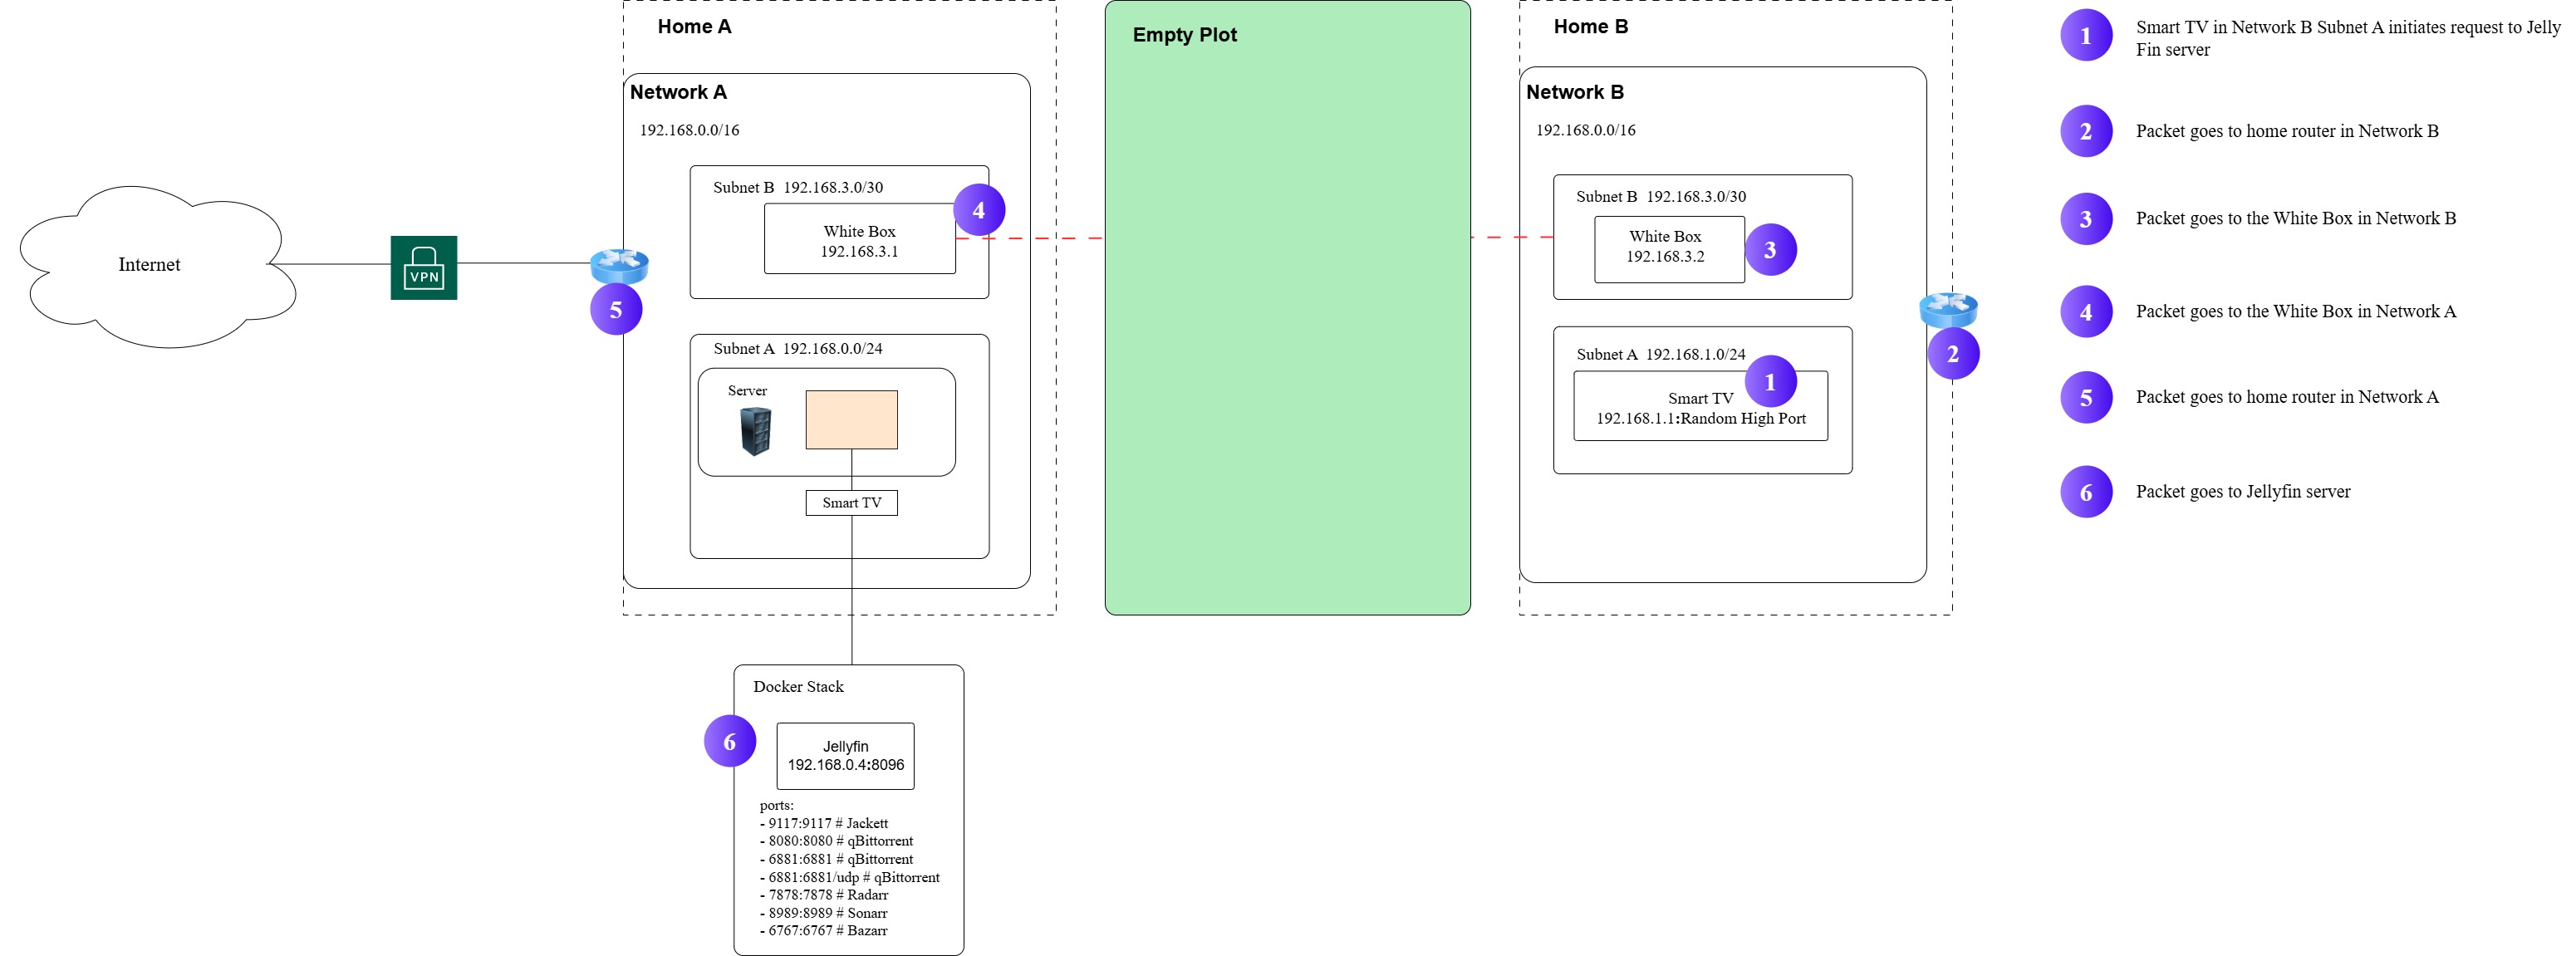 Home A
Empty Plot
Home B
1
Smart TV in Network B Subnet A initiates request to Jelly
Fin server
Network A
Network B
192.168.0.0/16
192.168.0.0/16
2
Packet goes to home router in Network B
Subnet B 192.168.3.0/30
4
White Box
192.168.3.1
Subnet B 192.168.3.0/30
White Box
192.168.3.2
3
3
Packet goes to the White Box in Network B
Internet
VPN
5
2
4
Packet goes to the White Box in Network A
Subnet A 192.168.0.0/24
Server
Smart TV
Subnet A 192.168.1.0/24
1
Smart TV
192.168.1.1:Random High Port
5
Packet goes to home router in Network A
6
Packet goes to Jellyfin server
Docker Stack
6
Jellyfin
192.168.0.4:8096
ports:
- 9117:9117 # Jackett
- 8080:8080 # qBittorrent
- 6881:6881 # qBittorrent
- 6881:6881/udp # qBittorrent
- 7878:7878 # Radarr
- 8989:8989 # Sonarr
- 6767:6767 # Bazarr